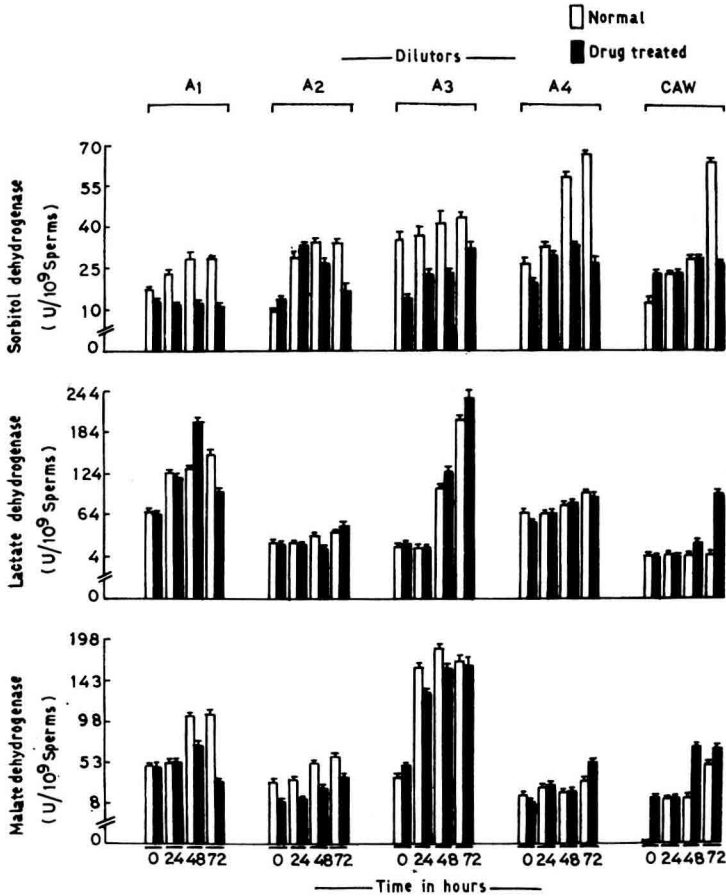 Normal
Drug treated
Dilutors
A1 A2 A3 A4 CAW
Sorbitol dehydrogenase
( U/10⁹ Sperms)
70
55
40
25
10
0
Lactate dehydrogenase
( U/10⁹ Sperms)
244
184
124
64
4
0
Malate dehydrogenase
(U/10⁹ Sperms)
198
143
98
53
8
0
0 24 48 72 0 24 48 72 0 24 48 72 0 24 48 72 0 24 48 72
Time in hours